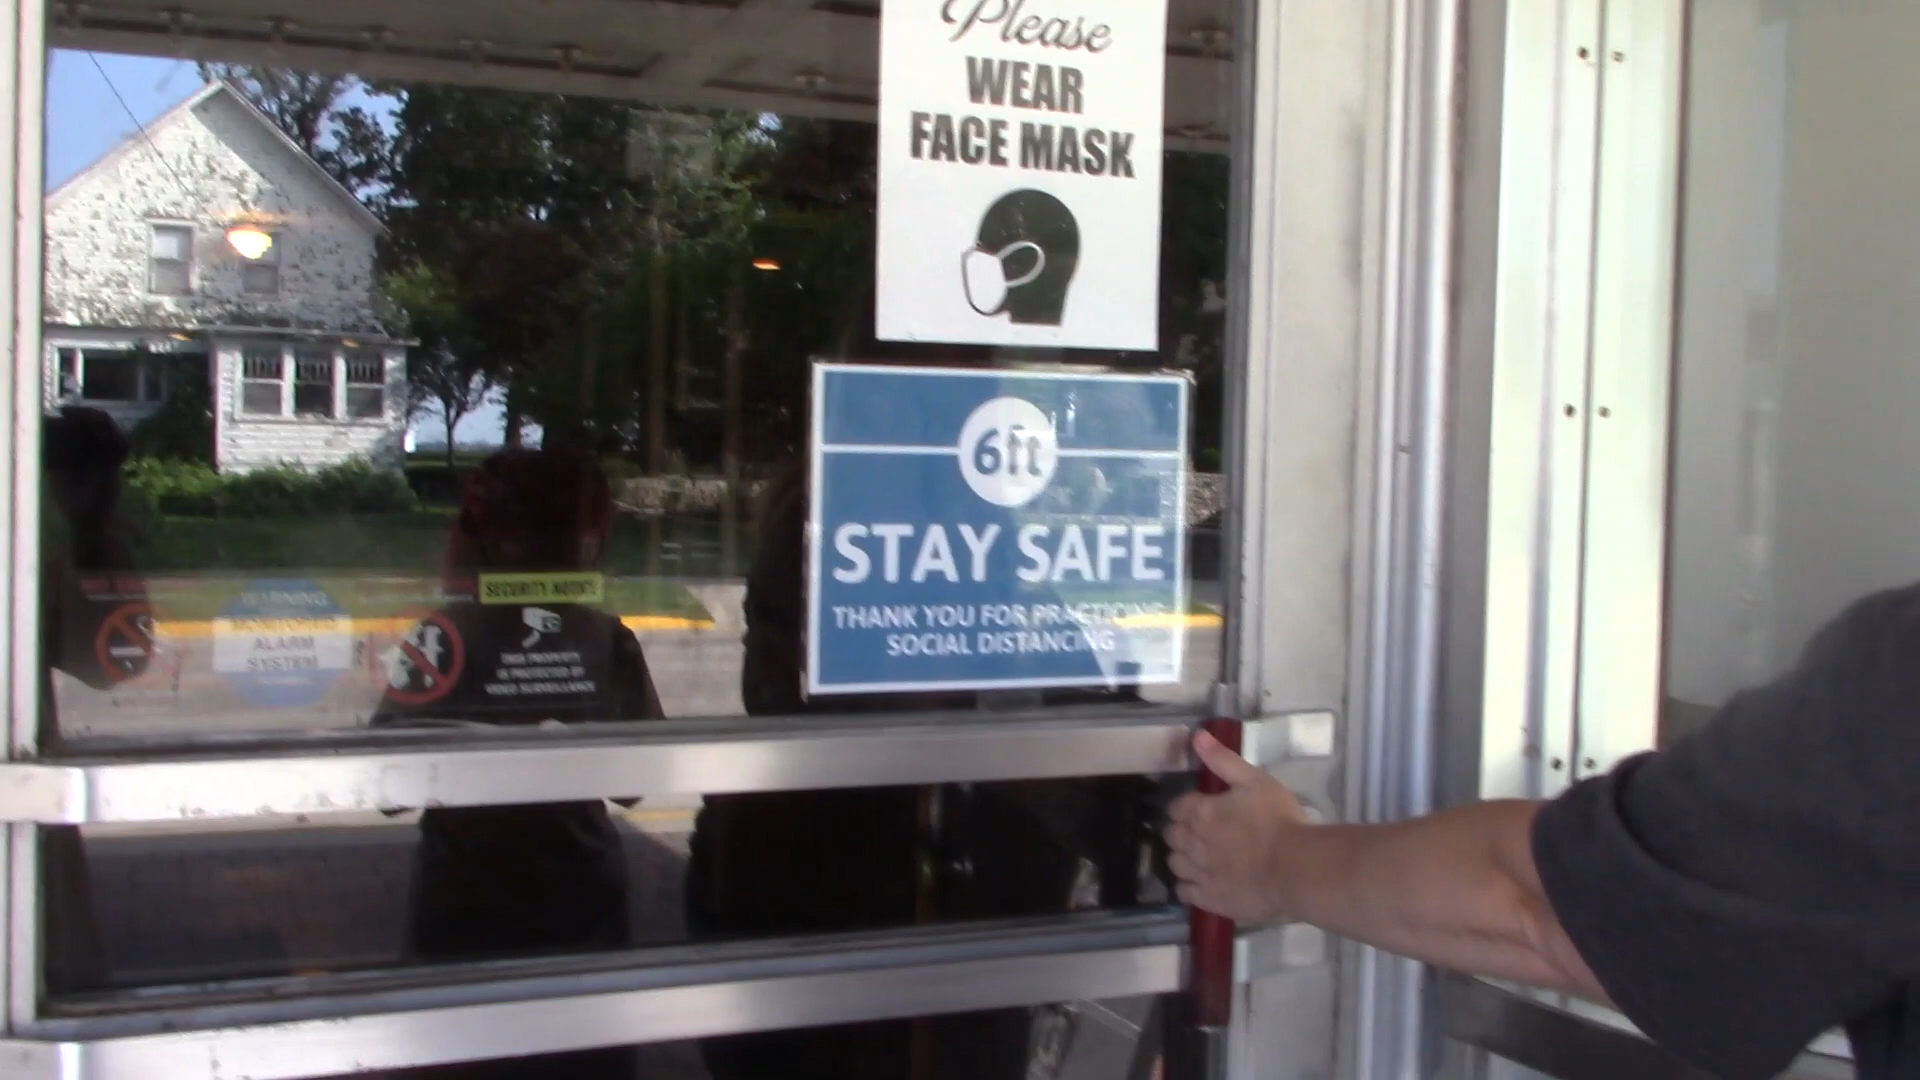 Please
WEAR
FACE MASK
6ft
STAY SAFE
THANK YOU FOR PRACTICING
SOCIAL DISTANCING
SECURITY NOTICE
THIS PROPERTY
IS PROTECTED BY
VIDEO SURVEILLANCE
WARNING
MONITORED
ALARM
SYSTEM